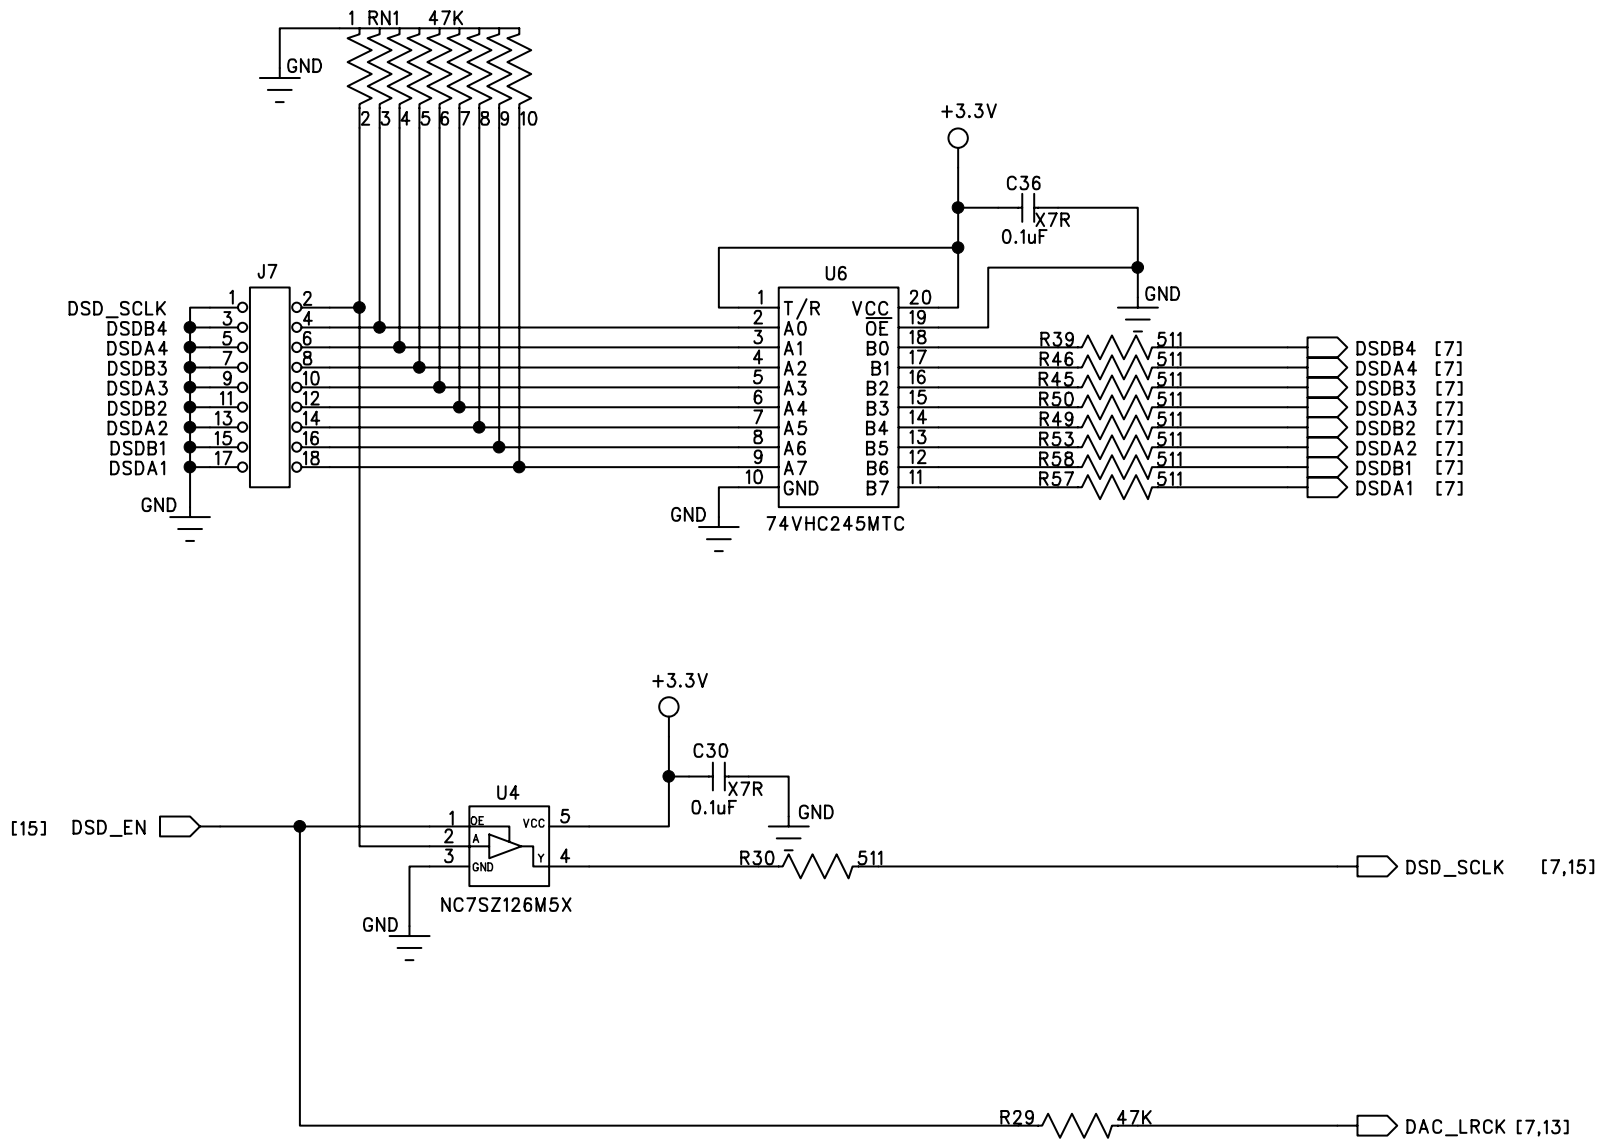 1 RN1 47K
GND
2 3 4 5 6 7 8 9 10
+3.3V
C36
X7R
0.1uF
GND
J7
DSD_SCLK 1 2
DSDB4 3 4
DSDA4 5 6
DSDB3 7 8
DSDA3 9 10
DSDB2 11 12
DSDA2 13 14
DSDB1 15 16
DSDA1 17 18
GND
U6
1 T/R VCC 20
2 A0 OE 19
3 A1 B0 18 R39 511 DSDB4 [7]
4 A2 B1 17 R46 511 DSDA4 [7]
5 A3 B2 16 R45 511 DSDB3 [7]
6 A4 B3 15 R50 511 DSDA3 [7]
7 A5 B4 14 R49 511 DSDB2 [7]
8 A6 B5 13 R53 511 DSDA2 [7]
9 A7 B6 12 R58 511 DSDB1 [7]
10 GND B7 11 R57 511 DSDA1 [7]
GND
74VHC245MTC
+3.3V
C30
X7R
0.1uF
GND
U4
[15] DSD_EN
1 OE VCC 5
2 A
3 GND Y 4
R30 511 DSD_SCLK [7,15]
NC7SZ126M5X
GND
R29 47K DAC_LRCK [7,13]